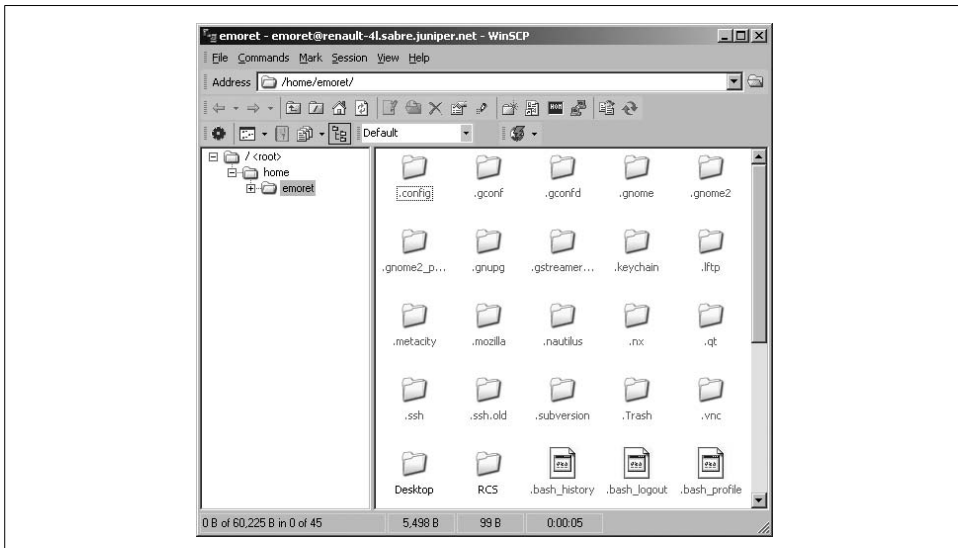 emoret - emoret@renault-4l.sabre.juniper.net - WinSCP
File Commands Mark Session View Help
Address /home/emoret/
Default
/ <root>
home
emoret
.config .gconf .gconfd .gnome .gnome2
.gnome2_p... .gnupg .gstreamer... .keychain .lftp
.metacity .mozilla .nautilus .nx .qt
.ssh .ssh.old .subversion .Trash .vnc
Desktop RCS .bash_history .bash_logout .bash_profile
0 B of 60,225 B in 0 of 45 5,498 B 99 B 0:00:05